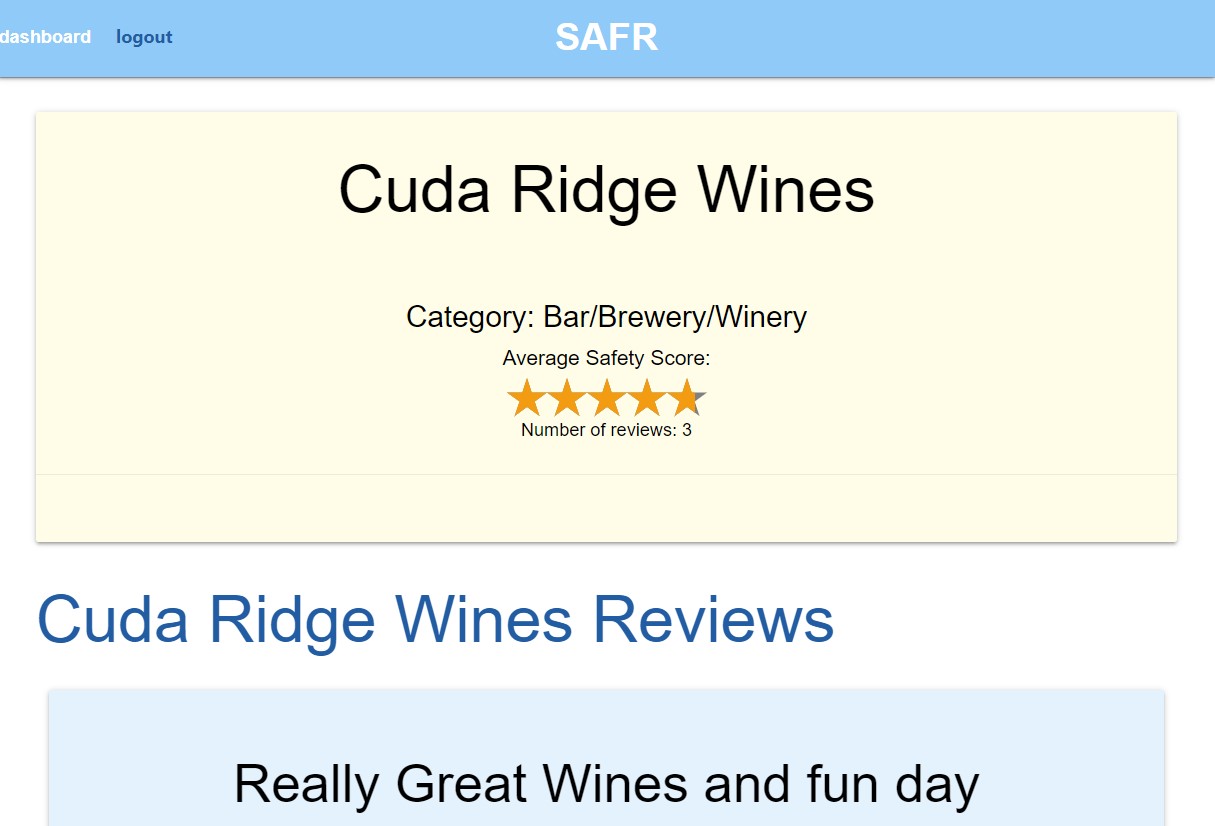 dashboard logout SAFR
Cuda Ridge Wines
Category: Bar/Brewery/Winery
Average Safety Score:
Number of reviews: 3
Cuda Ridge Wines Reviews
Really Great Wines and fun day